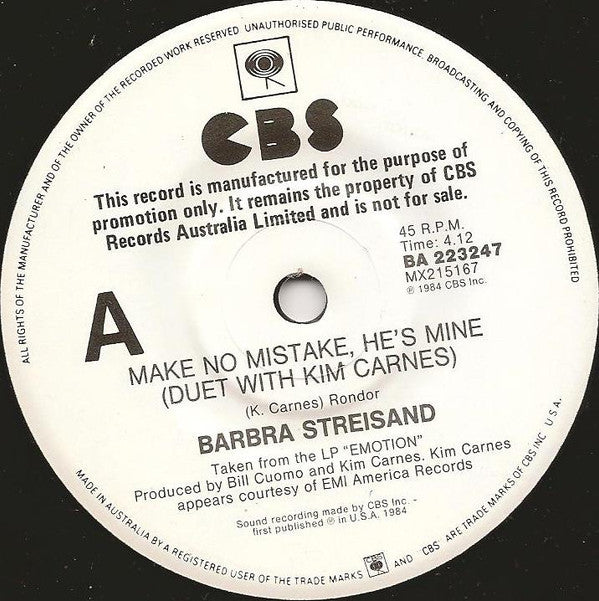 ALL RIGHTS OF THE MANUFACTURER AND OF THE OWNER OF THE RECORDED WORK RESERVED UNAUTHORISED PUBLIC PERFORMANCE, BROADCASTING AND COPYING OF THIS RECORD PROHIBITED
CBS
This record is manufactured for the purpose of
promotion only. It remains the property of CBS
Records Australia Limited and is not for sale.
45 R.P.M.
Time: 4.12
BA 223247
MX215167
℗ 1984 CBS Inc.
A
MAKE NO MISTAKE, HE'S MINE
(DUET WITH KIM CARNES)
(K. Carnes) Rondor
BARBRA STREISAND
Taken from the LP "EMOTION"
Produced by Bill Cuomo and Kim Carnes. Kim Carnes
appears courtesy of EMI America Records
Sound recording made by CBS Inc.
first published ℗ in U.S.A. 1984
MADE IN AUSTRALIA BY A REGISTERED USER OF THE TRADE MARKS CBS AND CBS· ARE TRADE MARKS OF CBS INC U.S.A.